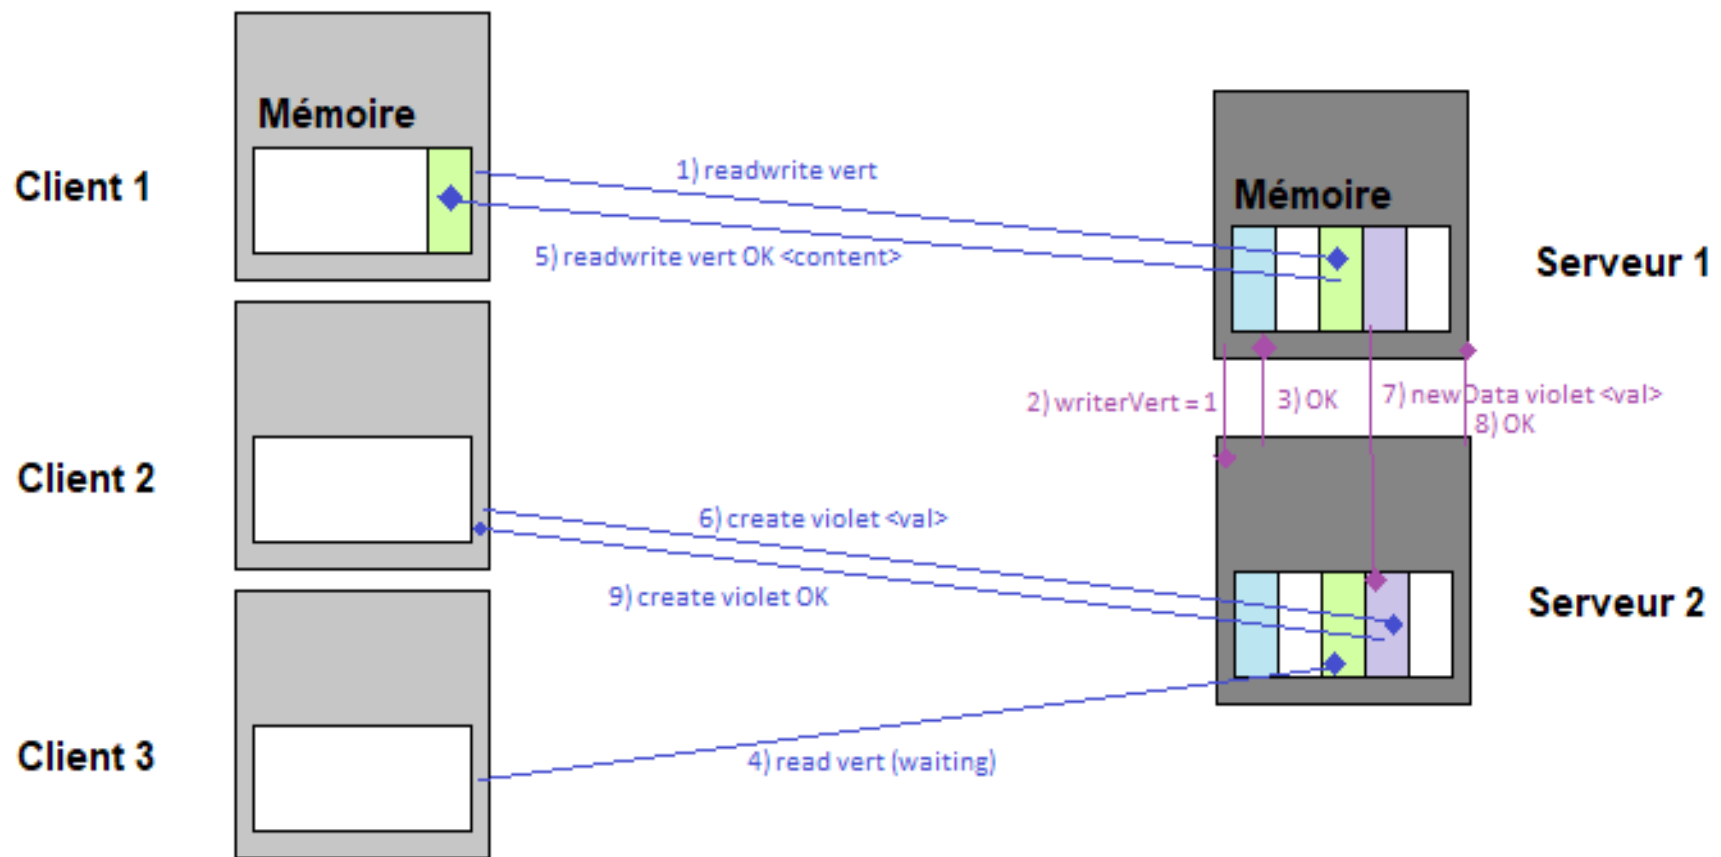 Mémoire
Client 1
1) readwrite vert
5) readwrite vert OK <content>
Mémoire
Serveur 1
2) writerVert = 1
3) OK
7) newData violet <val>
8) OK
Client 2
6) create violet <val>
9) create violet OK
Serveur 2
Client 3
4) read vert (waiting)